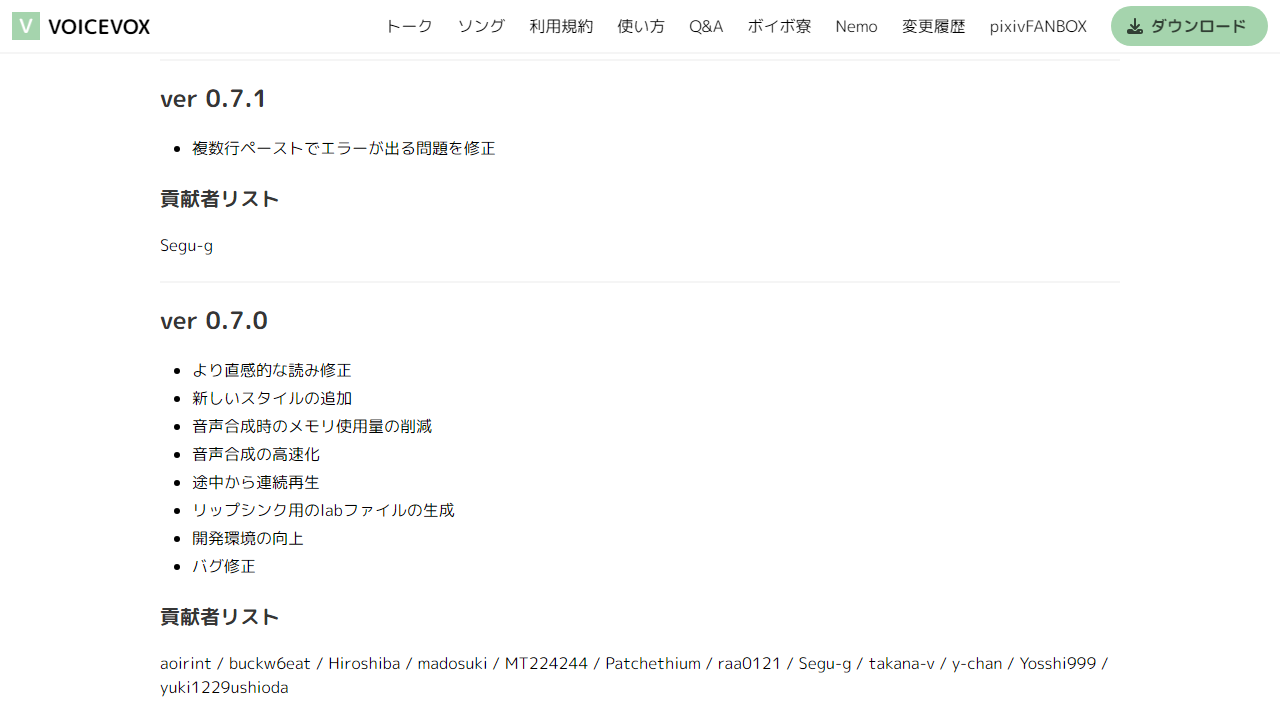 V VOICEVOX トーク ソング 利用規約 使い方 Q&A ボイボ寮 Nemo 変更履歴 pixivFANBOX ダウンロード
ver 0.7.1
複数行ペーストでエラーが出る問題を修正
貢献者リスト
Segu-g
ver 0.7.0
より直感的な読み修正
新しいスタイルの追加
音声合成時のメモリ使用量の削減
音声合成の高速化
途中から連続再生
リップシンク用のlabファイルの生成
開発環境の向上
バグ修正
貢献者リスト
aoirint / buckw6eat / Hiroshiba / madosuki / MT224244 / Patchethium / raa0121 / Segu-g / takana-v / y-chan / Yosshi999 /
yuki1229ushioda